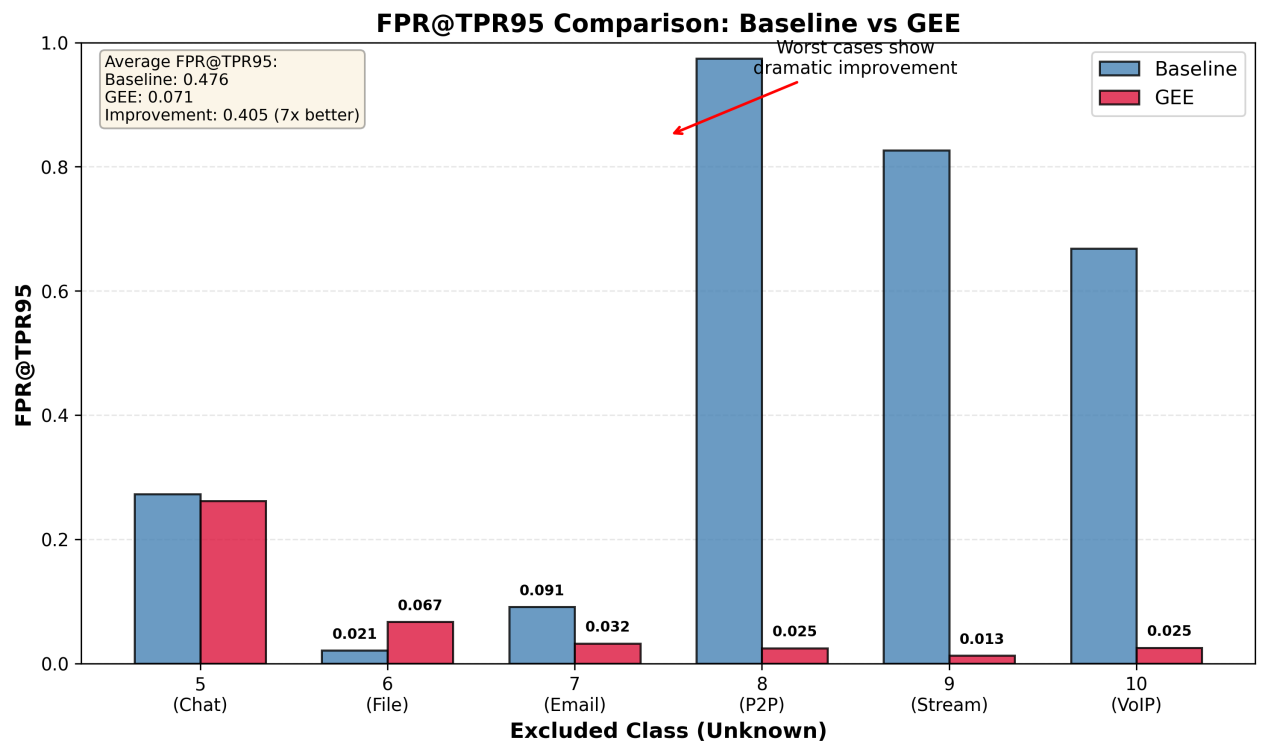 FPR@TPR95 Comparison: Baseline vs GEE
Average FPR@TPR95:
Baseline: 0.476
GEE: 0.071
Improvement: 0.405 (7x better)
Worst cases show
dramatic improvement
Baseline
GEE
FPR@TPR95
1.0
0.8
0.6
0.4
0.2
0.0
0.021
0.067
0.091
0.032
0.025
0.013
0.025
5
(Chat)
6
(File)
7
(Email)
8
(P2P)
9
(Stream)
10
(VoIP)
Excluded Class (Unknown)